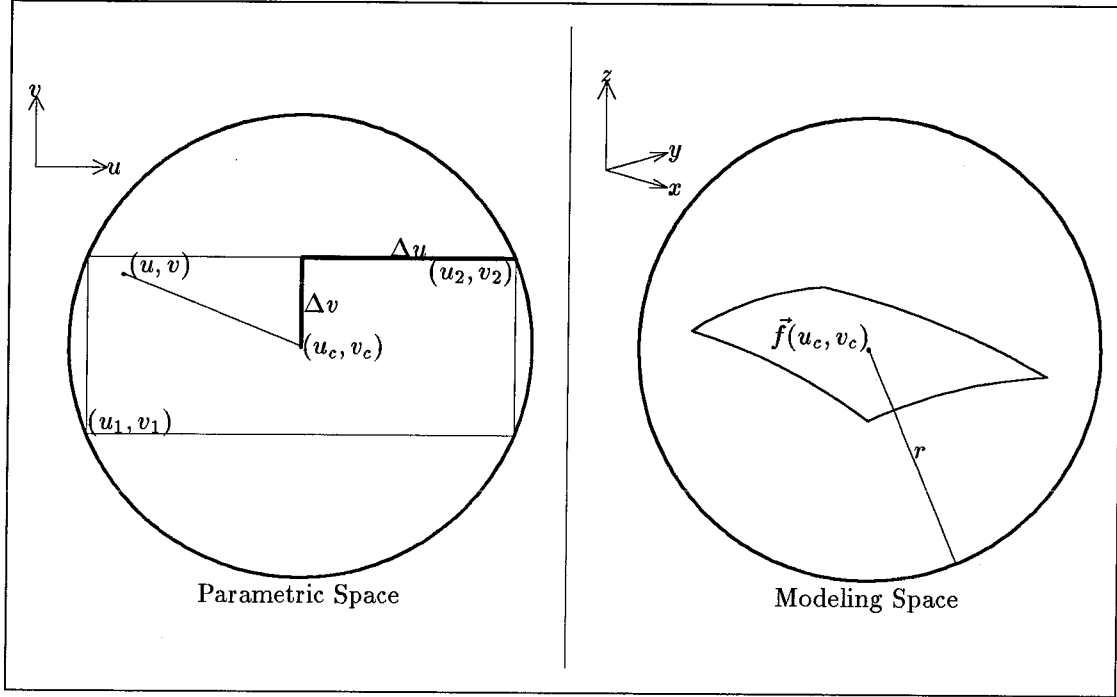 v
u
Δu
(u, v)
(u₂, v₂)
Δv
(u_c, v_c)
(u₁, v₁)
Parametric Space
z
y
x
f⃗(u_c, v_c)
r
Modeling Space